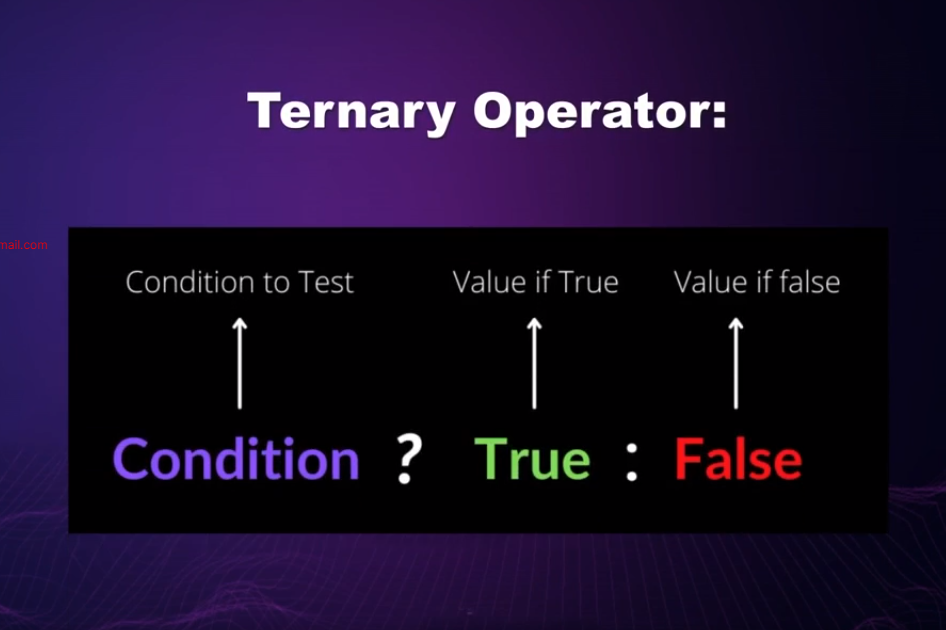 Ternary Operator:
mail.com
Condition to Test Value if True Value if false
Condition ? True : False